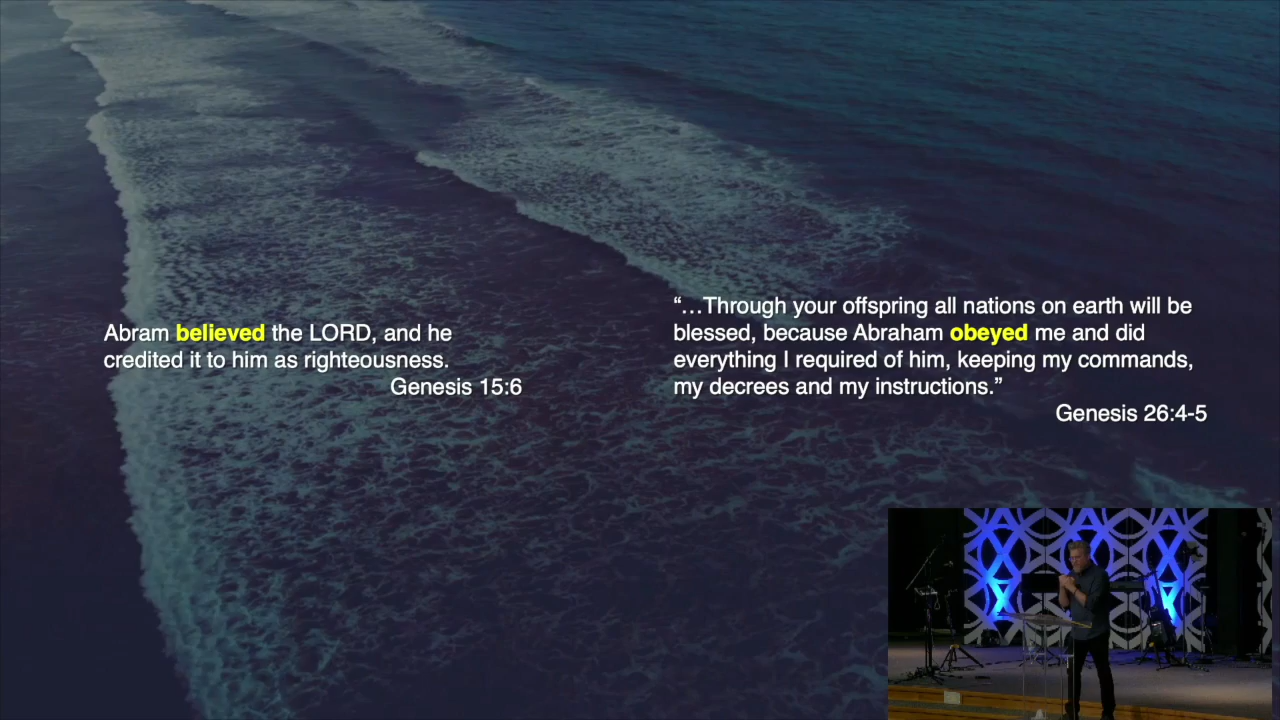 Abram believed the LORD, and he
credited it to him as righteousness.
Genesis 15:6
“…Through your offspring all nations on earth will be
blessed, because Abraham obeyed me and did
everything I required of him, keeping my commands,
my decrees and my instructions.”
Genesis 26:4-5